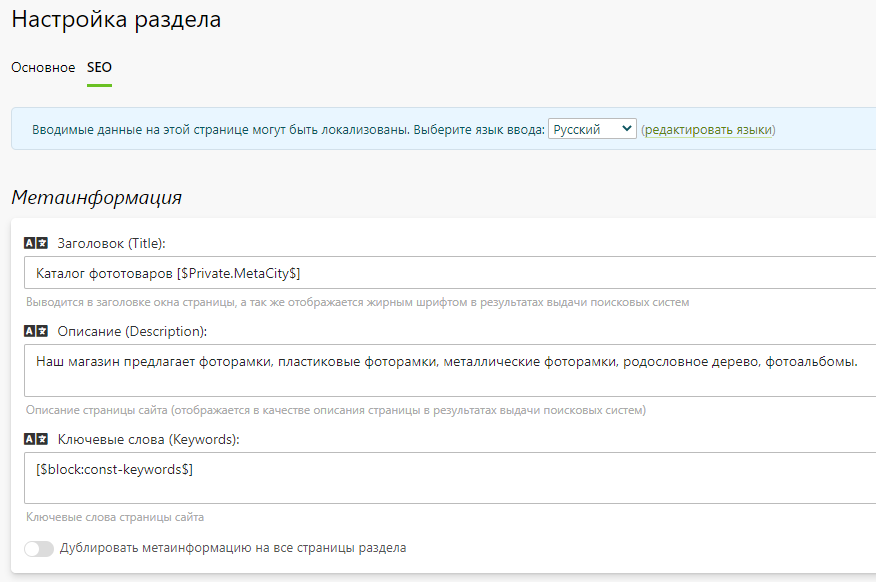 Настройка раздела
Основное SEO
Вводимые данные на этой странице могут быть локализованы. Выберите язык ввода: Русский (редактировать языки)
Метаинформация
Заголовок (Title):
Каталог фототоваров [$Private.MetaCity$]
Выводится в заголовке окна страницы, а так же отображается жирным шрифтом в результатах выдачи поисковых систем
Описание (Description):
Наш магазин предлагает фоторамки, пластиковые фоторамки, металлические фоторамки, родословное дерево, фотоальбомы.
Описание страницы сайта (отображается в качестве описания страницы в результатах выдачи поисковых систем)
Ключевые слова (Keywords):
[$block:const-keywords$]
Ключевые слова страницы сайта
Дублировать метаинформацию на все страницы раздела